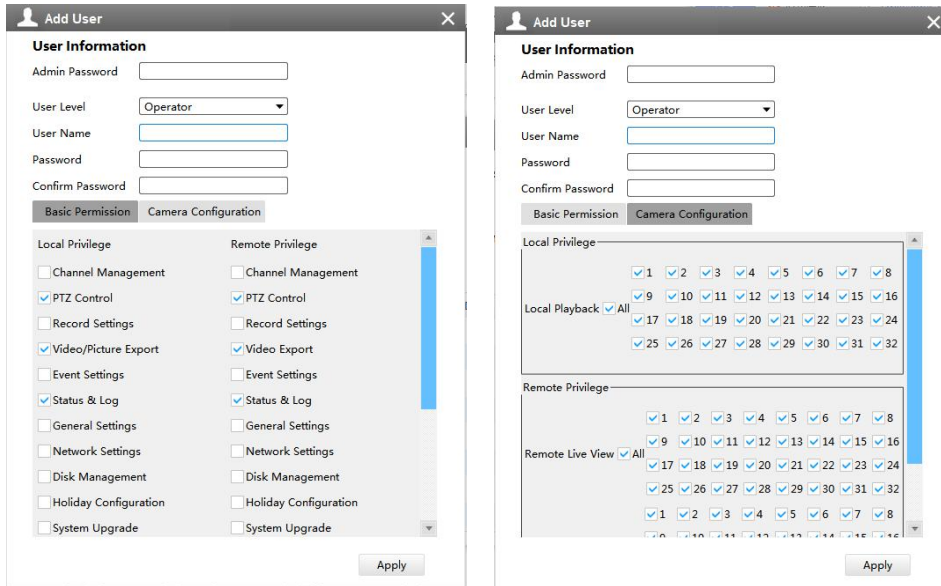 Add User
User Information
Admin Password
User Level Operator
User Name
Password
Confirm Password
Basic Permission Camera Configuration
Local Privilege Remote Privilege
Channel Management Channel Management
PTZ Control PTZ Control
Record Settings Record Settings
Video/Picture Export Video Export
Event Settings Event Settings
Status & Log Status & Log
General Settings General Settings
Network Settings Network Settings
Disk Management Disk Management
Holiday Configuration Holiday Configuration
System Upgrade System Upgrade
Apply
Add User
User Information
Admin Password
User Level Operator
User Name
Password
Confirm Password
Basic Permission Camera Configuration
Local Privilege
1 2 3 4 5 6 7 8
9 10 11 12 13 14 15 16
Local Playback All
17 18 19 20 21 22 23 24
25 26 27 28 29 30 31 32
Remote Privilege
1 2 3 4 5 6 7 8
9 10 11 12 13 14 15 16
Remote Live View All
17 18 19 20 21 22 23 24
25 26 27 28 29 30 31 32
1 2 3 4 5 6 7 8
Apply